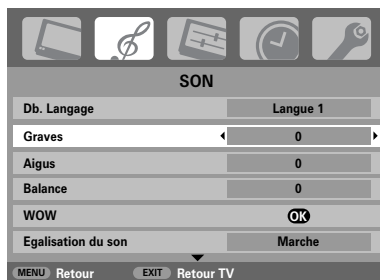 SON
Db. Langage Langue 1
Graves 0
Aigus 0
Balance 0
WOW OK
Egalisation du son Marche
MENU Retour EXIT Retour TV